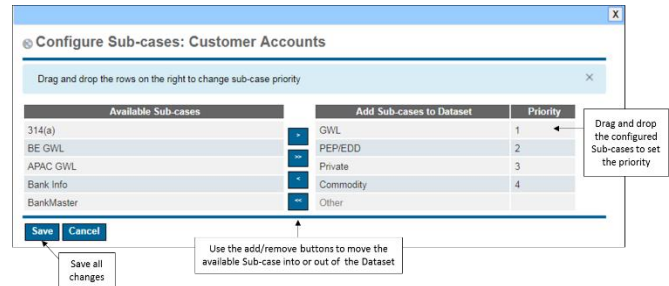 X
Configure Sub-cases: Customer Accounts
Drag and drop the rows on the right to change sub-case priority
×
Available Sub-cases
314(a)
BE GWL
APAC GWL
Bank Info
BankMaster
>
>>
<
<<
Add Sub-cases to Dataset Priority
GWL 1
PEP/EDD 2
Private 3
Commodity 4
Other
Drag and drop
the configured
Sub-cases to set
the priority
Save Cancel
Use the add/remove buttons to move the
available Sub-case into or out of the Dataset
Save all
changes